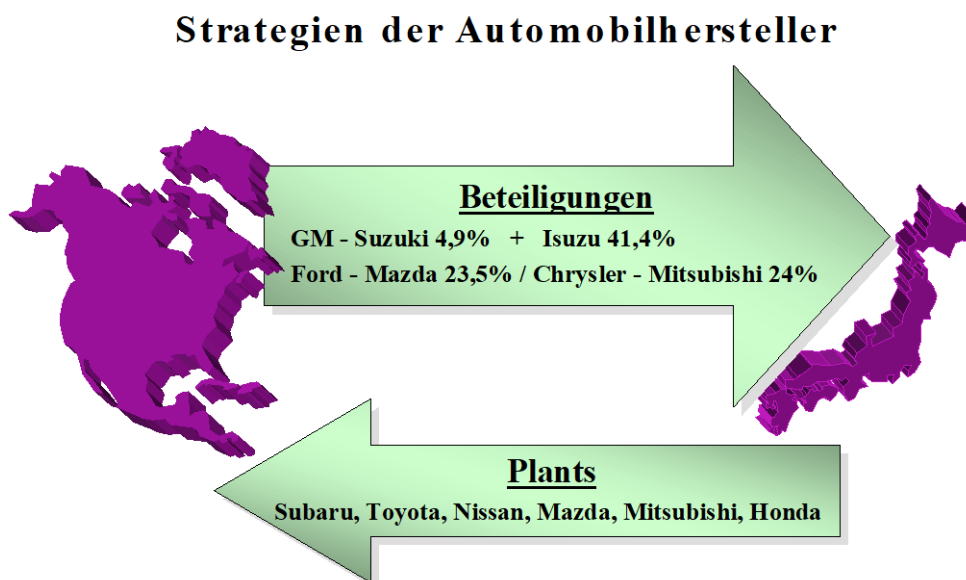 Strategien der Automobilhersteller
Beteiligungen
GM - Suzuki 4,9% + Isuzu 41,4%
Ford - Mazda 23,5% / Chrysler - Mitsubishi 24%
Plants
Subaru, Toyota, Nissan, Mazda, Mitsubishi, Honda